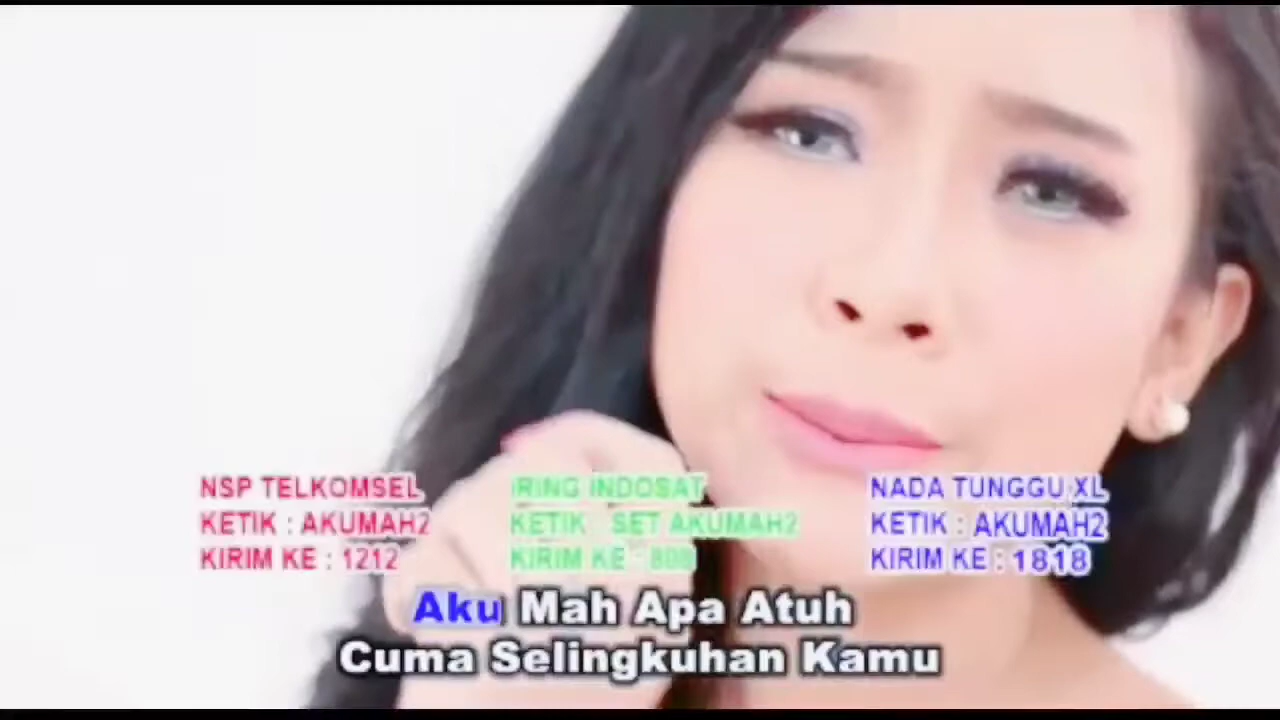 NSP TELKOMSEL
KETIK : AKUMAH2
KIRIM KE : 1212
iRING INDOSAT
KETIK : SET AKUMAH2
KIRIM KE : 808
NADA TUNGGU XL
KETIK : AKUMAH2
KIRIM KE : 1818
Aku Mah Apa Atuh
Cuma Selingkuhan Kamu